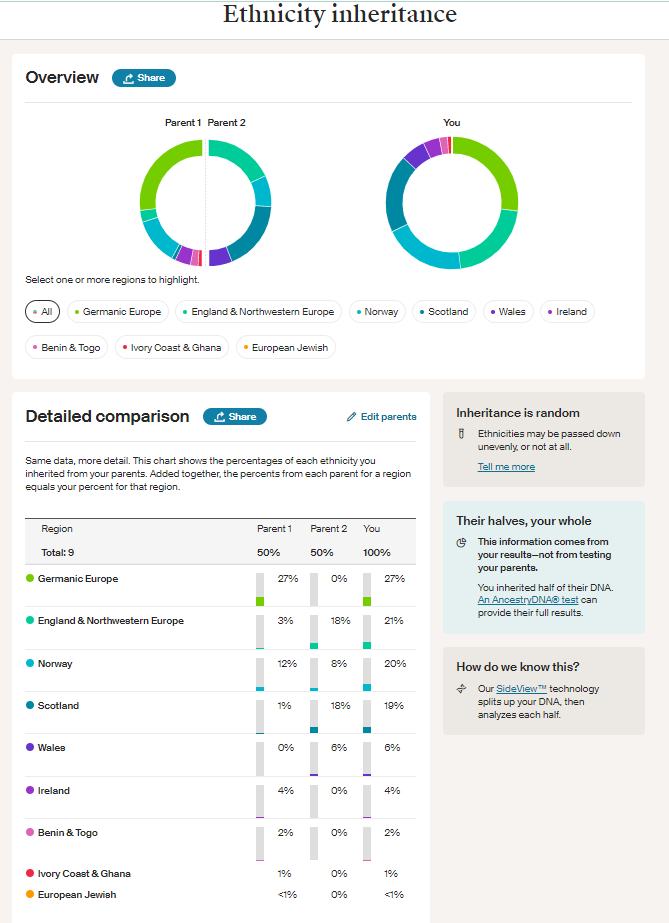 Ethnicity inheritance
Overview
Share
Parent 1 Parent 2
You
Select one or more regions to highlight.
All
Germanic Europe
England & Northwestern Europe
Norway
Scotland
Wales
Ireland
Benin & Togo
Ivory Coast & Ghana
European Jewish
Detailed comparison
Share
Edit parents
Same data, more detail. This chart shows the percentages of each ethnicity you
inherited from your parents. Added together, the percents from each parent for a region
equals your percent for that region.
Region Parent 1 Parent 2 You
Total: 9 50% 50% 100%
Germanic Europe 27% 0% 27%
England & Northwestern Europe 3% 18% 21%
Norway 12% 8% 20%
Scotland 1% 18% 19%
Wales 0% 6% 6%
Ireland 4% 0% 4%
Benin & Togo 2% 0% 2%
Ivory Coast & Ghana 1% 0% 1%
European Jewish <1% 0% <1%
Inheritance is random
Ethnicities may be passed down
unevenly, or not at all.
Tell me more
Their halves, your whole
This information comes from
your results—not from testing
your parents.
You inherited half of their DNA.
An AncestryDNA® test can
provide their full results.
How do we know this?
Our SideView™ technology
splits up your DNA, then
analyzes each half.